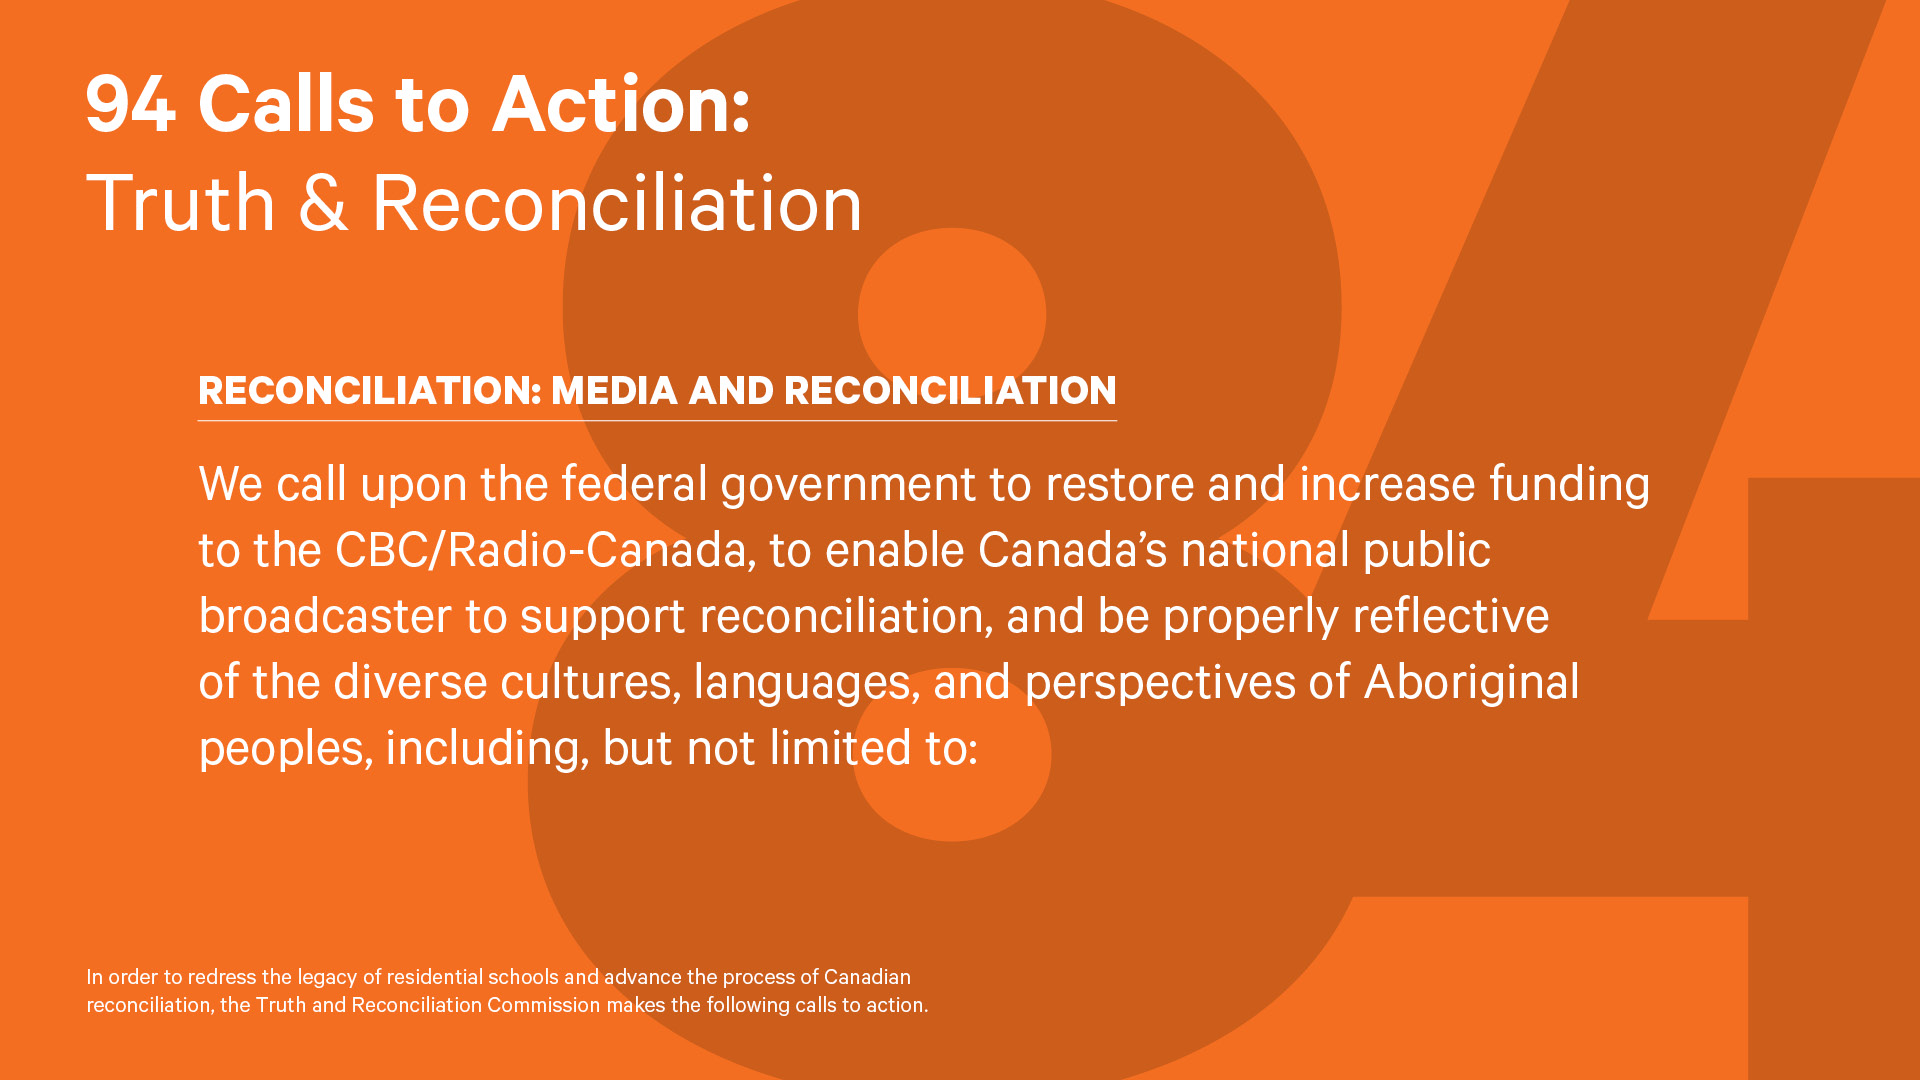 94 Calls to Action:
Truth & Reconciliation
84
RECONCILIATION: MEDIA AND RECONCILIATION
We call upon the federal government to restore and increase funding
to the CBC/Radio-Canada, to enable Canada’s national public
broadcaster to support reconciliation, and be properly reflective
of the diverse cultures, languages, and perspectives of Aboriginal
peoples, including, but not limited to:
In order to redress the legacy of residential schools and advance the process of Canadian
reconciliation, the Truth and Reconciliation Commission makes the following calls to action.